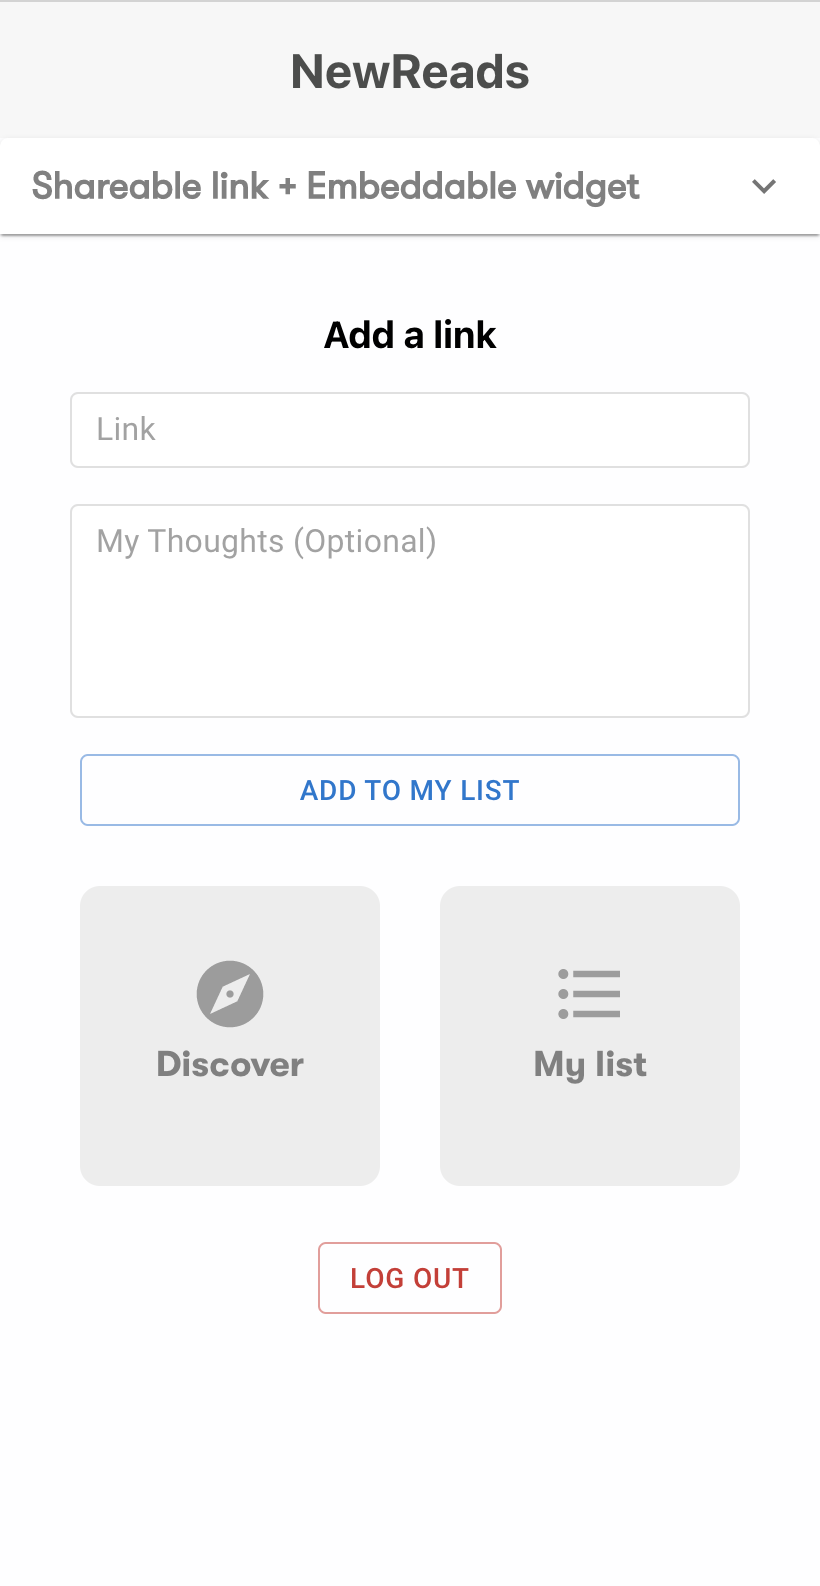 NewReads
Shareable link + Embeddable widget
Add a link
Link
My Thoughts (Optional)
ADD TO MY LIST
Discover
My list
LOG OUT